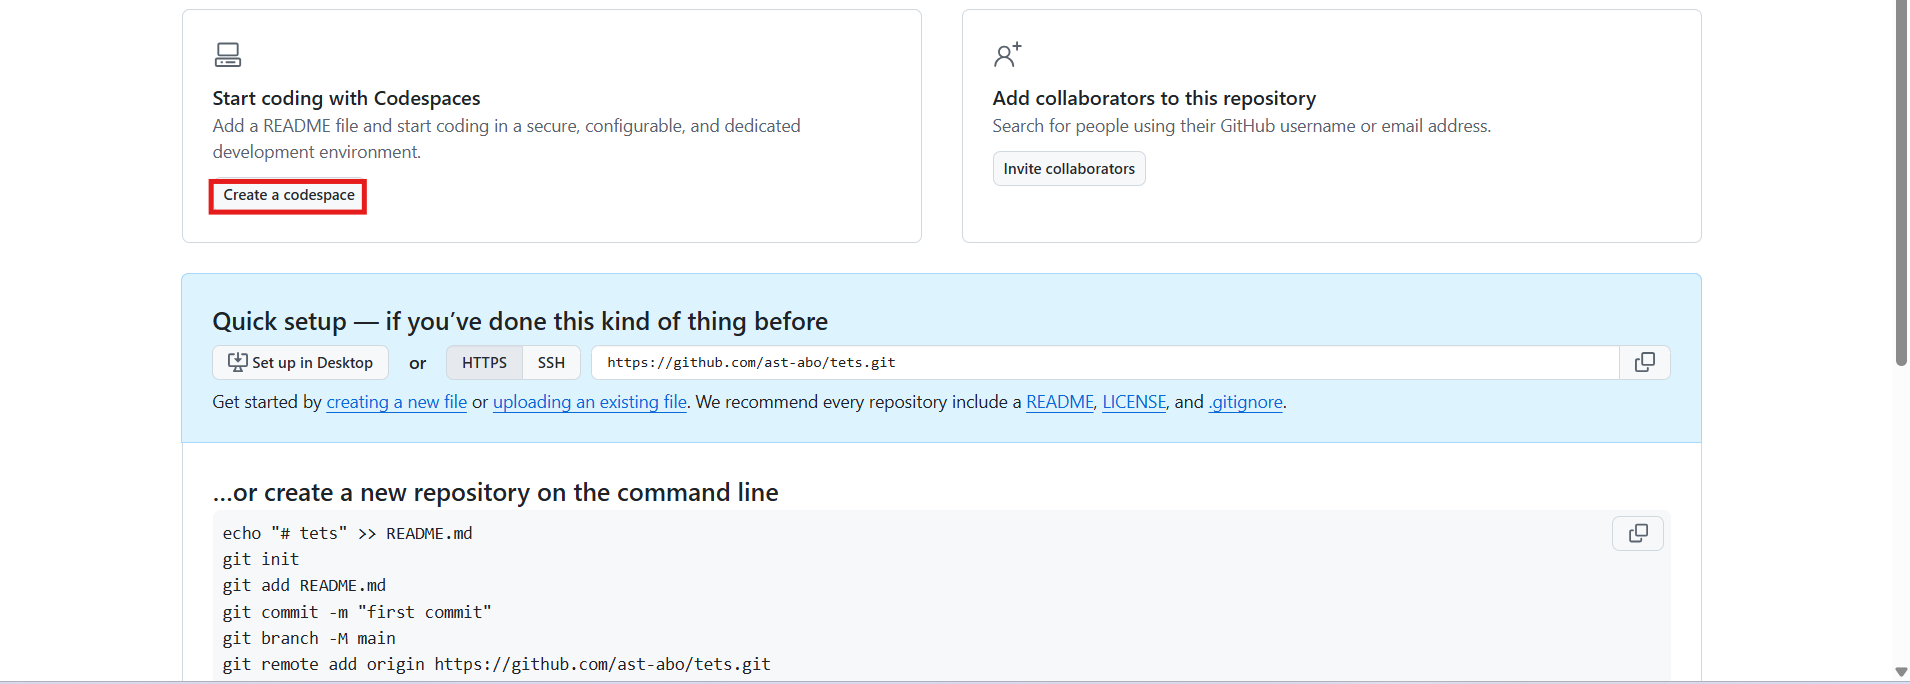 Start coding with Codespaces
Add a README file and start coding in a secure, configurable, and dedicated
development environment.
Create a codespace
Add collaborators to this repository
Search for people using their GitHub username or email address.
Invite collaborators
Quick setup — if you’ve done this kind of thing before
Set up in Desktop or HTTPS SSH https://github.com/ast-abo/tets.git
Get started by creating a new file or uploading an existing file. We recommend every repository include a README, LICENSE, and .gitignore.
...or create a new repository on the command line
echo "# tets" >> README.md
git init
git add README.md
git commit -m "first commit"
git branch -M main
git remote add origin https://github.com/ast-abo/tets.git